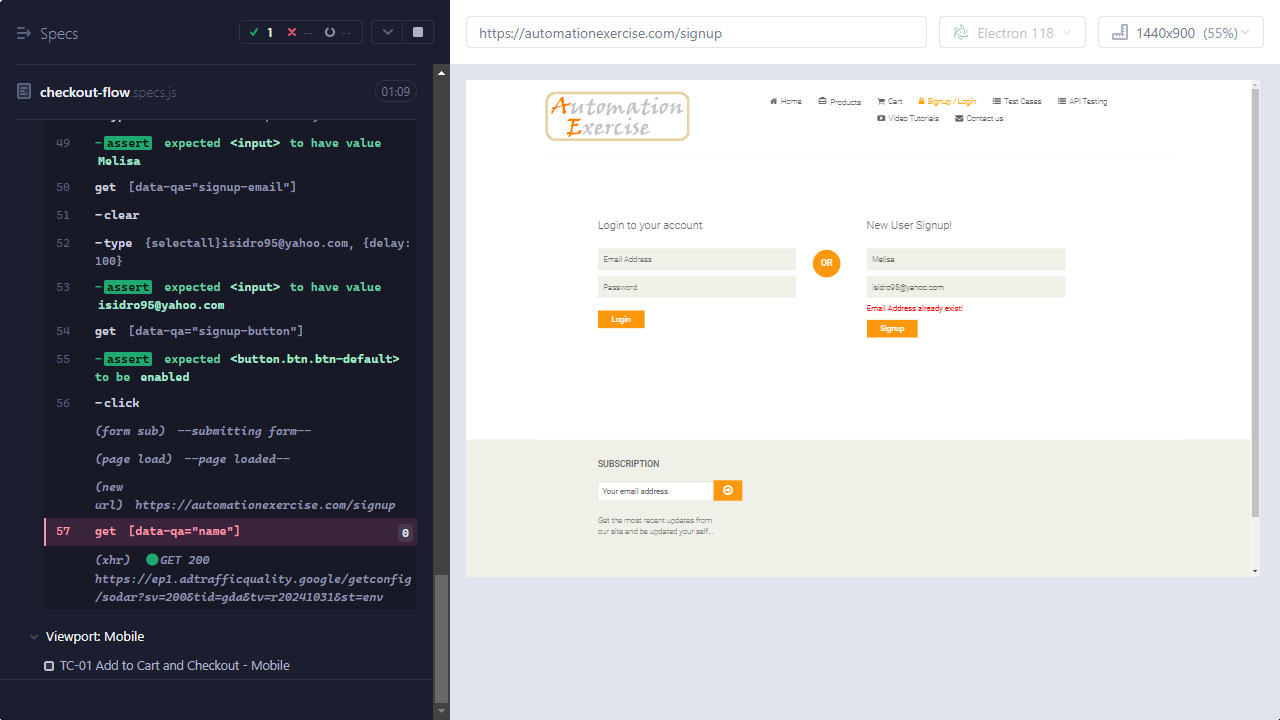 Specs
1
--
--
checkout-flow.specs.js
01:09
49 -assert expected <input> to have value
Melisa
50 get [data-qa="signup-email"]
51 -clear
52 -type {selectall}isidro95@yahoo.com, {delay:
100}
53 -assert expected <input> to have value
isidro95@yahoo.com
54 get [data-qa="signup-button"]
55 -assert expected <button.btn.btn-default>
to be enabled
56 -click
(form sub) --submitting form--
(page load) --page loaded--
(new
url) https://automationexercise.com/signup
57 get [data-qa="name"] 0
(xhr) GET 200
https://ep1.adtrafficquality.google/getconfig
/sodar?sv=200&tid=gda&tv=r20241031&st=env
Viewport: Mobile
TC-01 Add to Cart and Checkout - Mobile
https://automationexercise.com/signup
Electron 118
1440x900 (55%)
Automation
Exercise
Home Products Cart Signup / Login Test Cases API Testing
Video Tutorials Contact us
Login to your account
Email Address
Password
Login
OR
New User Signup!
Melisa
isidro95@yahoo.com
Email Address already exist!
Signup
SUBSCRIPTION
Your email address
Get the most recent updates from
our site and be updated your self...